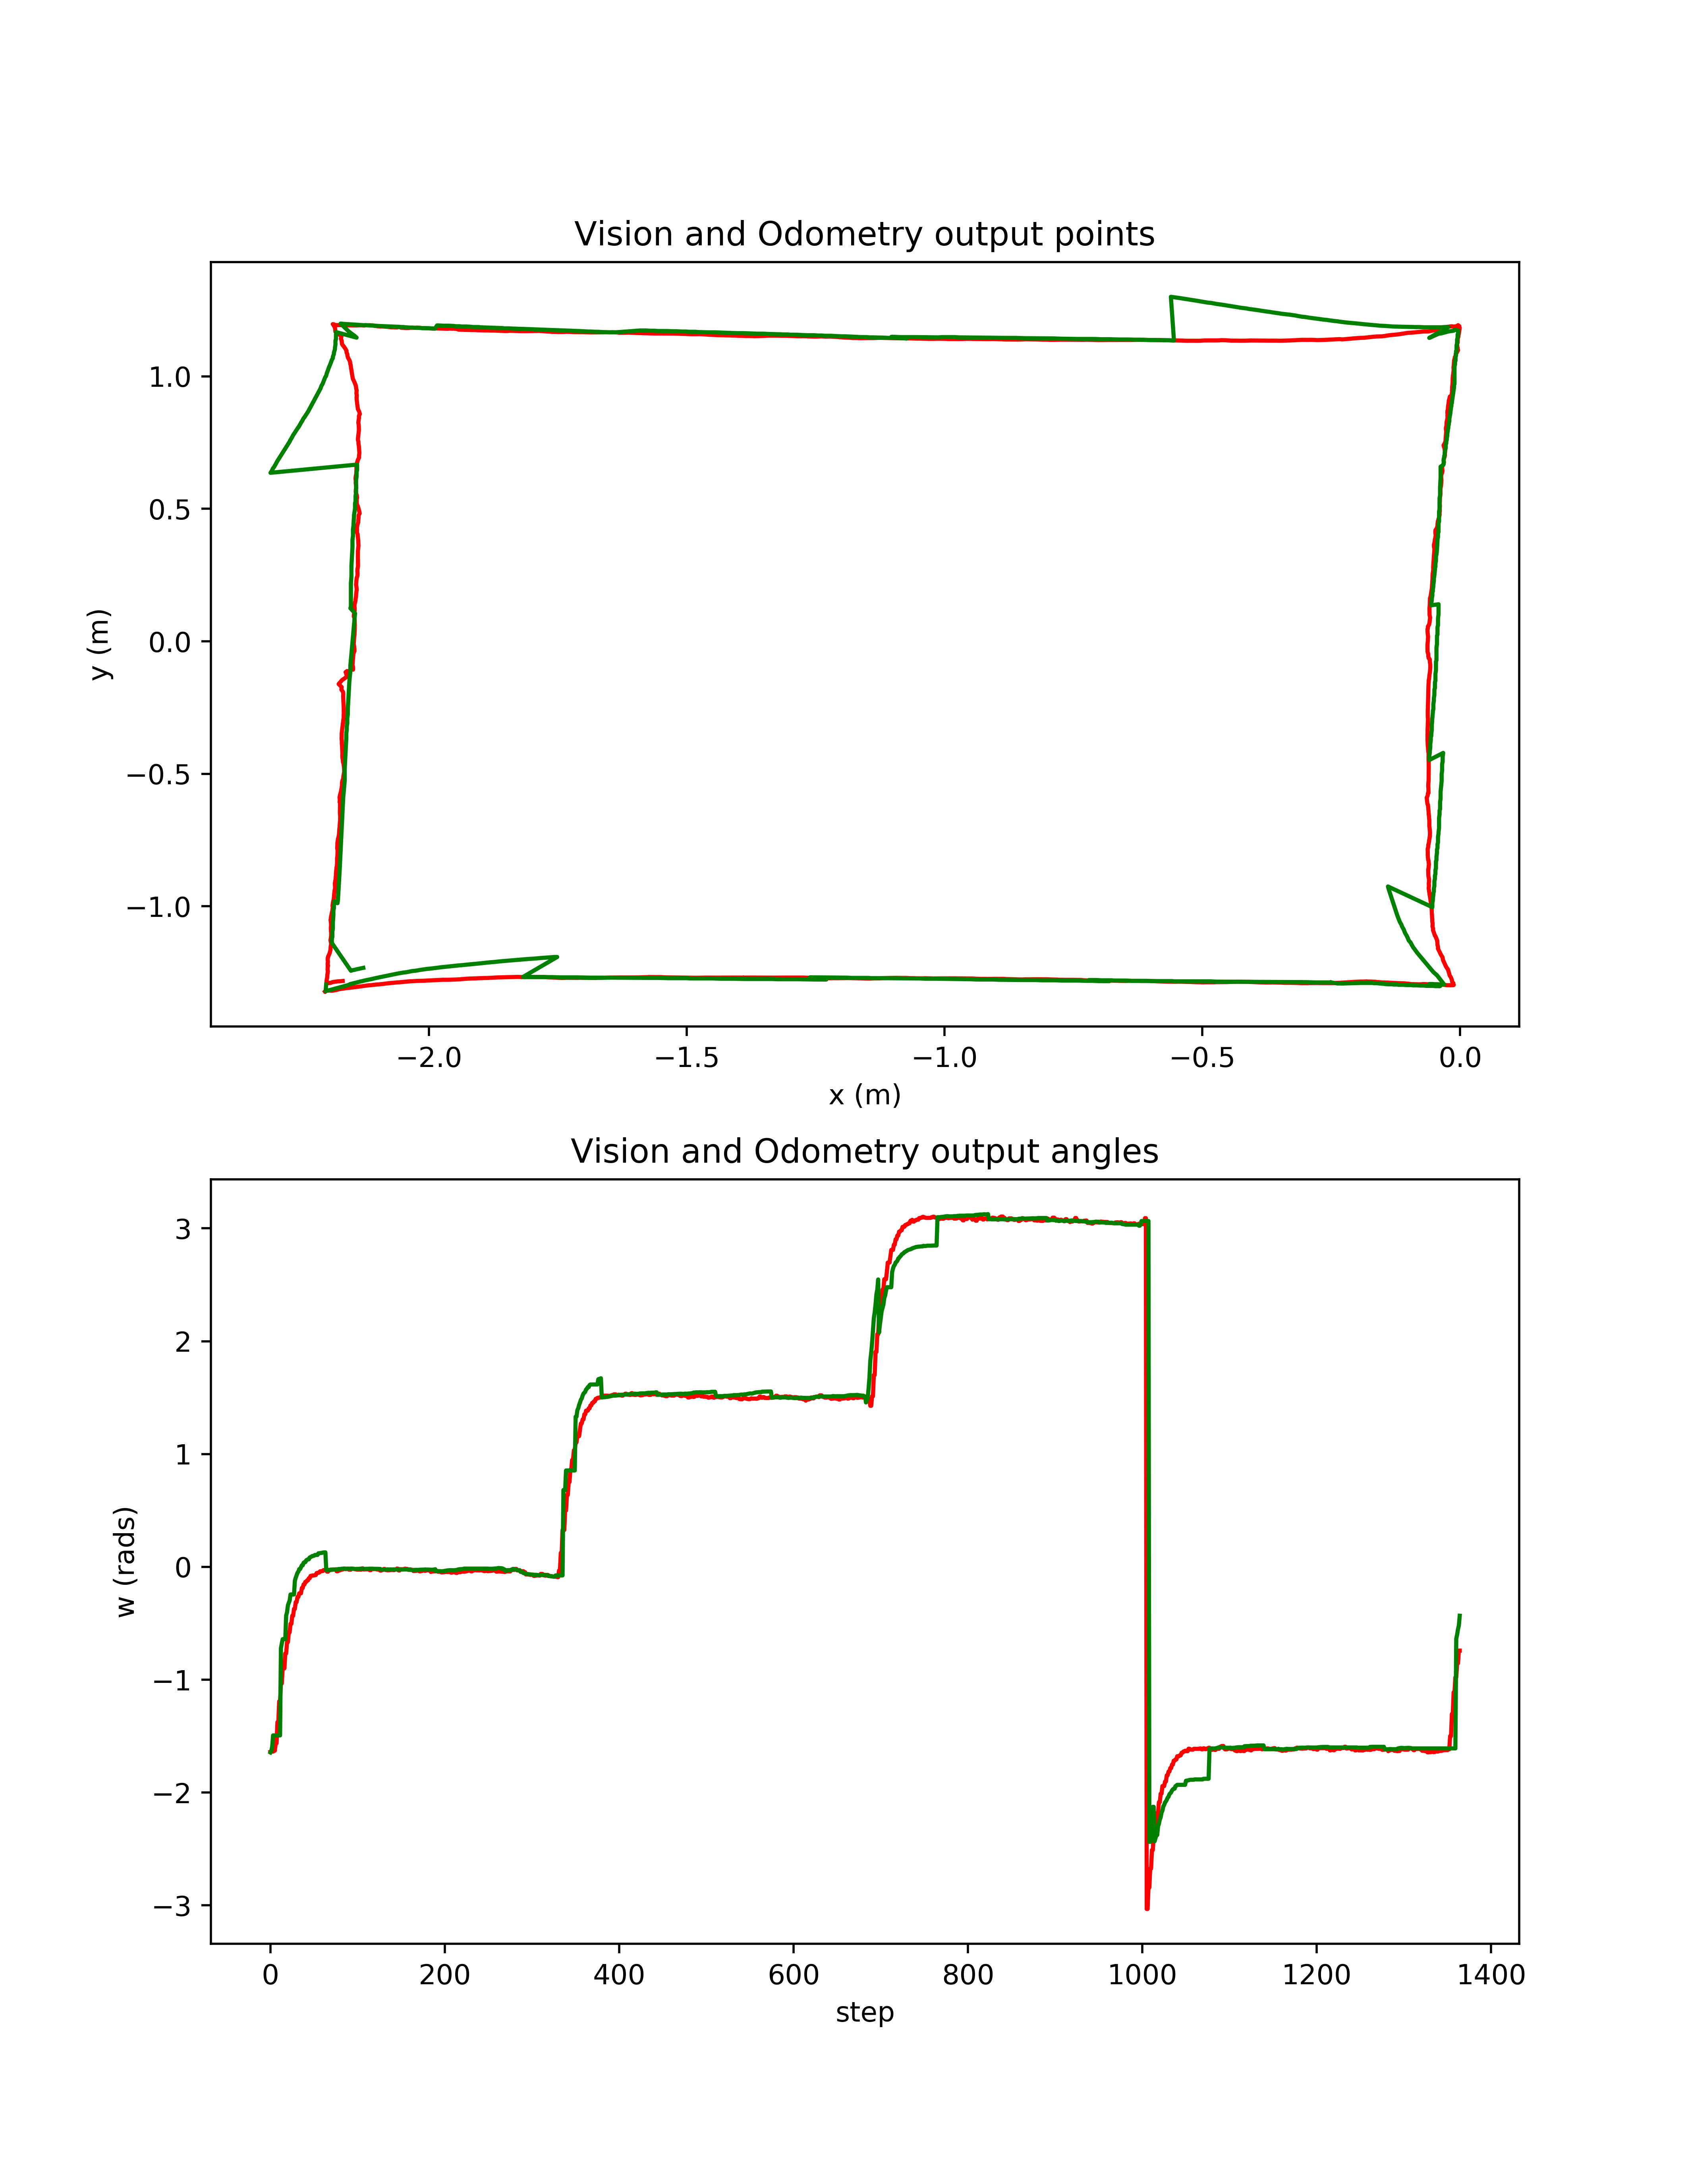 Vision and Odometry output points
1.0
0.5
0.0
−0.5
−1.0
y (m)
−2.0 −1.5 −1.0 −0.5 0.0
x (m)
Vision and Odometry output angles
3
2
1
0
−1
−2
−3
w (rads)
0 200 400 600 800 1000 1200 1400
step